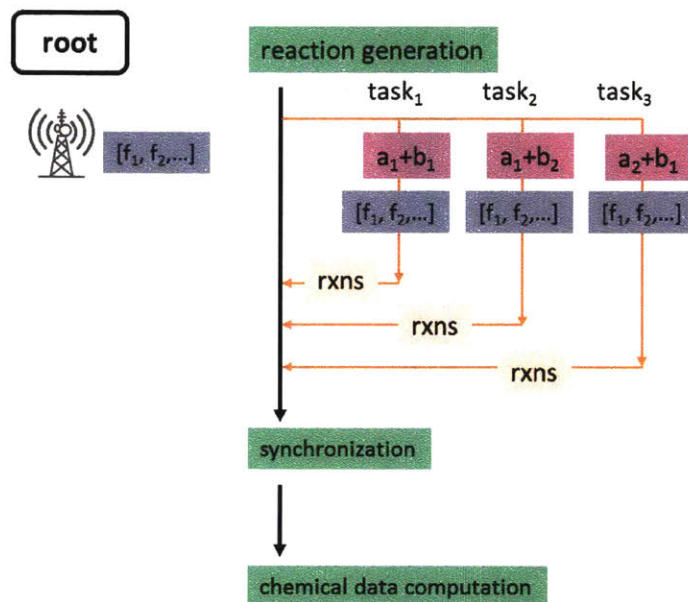 root
reaction generation
task₁ task₂ task₃
[f₁, f₂,...]
a₁+b₁ a₁+b₂ a₂+b₁
[f₁, f₂,...] [f₁, f₂,...] [f₁, f₂,...]
rxns
rxns
rxns
synchronization
chemical data computation